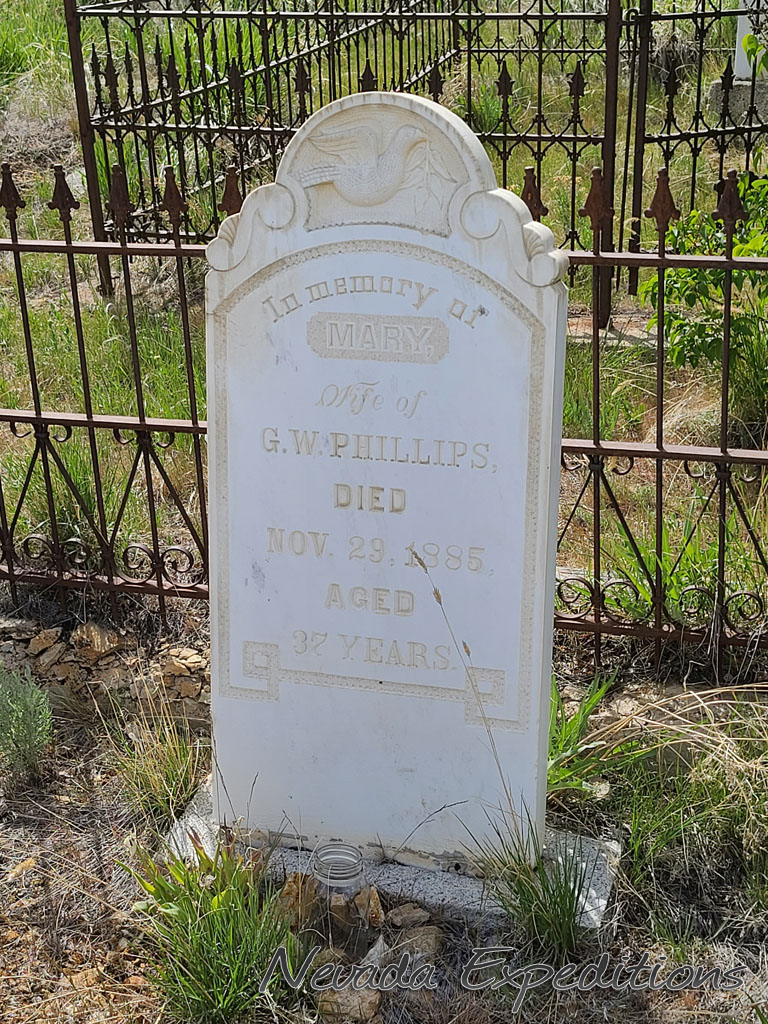 In memory of
MARY,
Wife of
G.W. PHILLIPS,
DIED
NOV. 29, 1885,
AGED
37 YEARS.
Nevada Expeditions